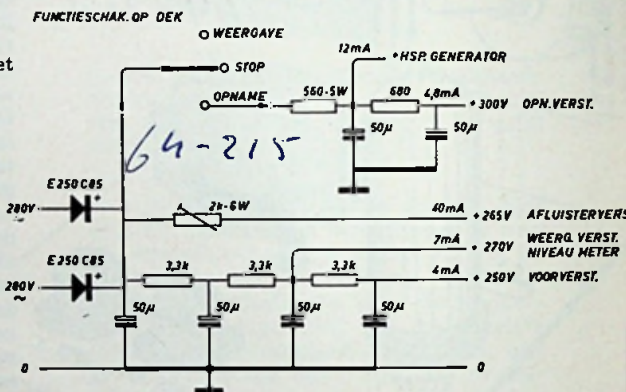 FUNCTIESCHAK. OP DEK
WEERGAVE
et
STOP
12mA
+HSP. GENERATOR
OPNAME
560-5W
680
4,8mA
+300V OPN.VERST.
50μ
50μ
64-215
E250C85
+
280V
~
2k-6W
40mA
+265V AFLUISTERVERS
7mA
+270V WEERG. VERST.
NIVEAU METER
E250C85
+
280V
~
3,3k
3,3k
3,3k
4mA
+250V VOORVERST.
50μ
50μ
50μ
50μ
0
0